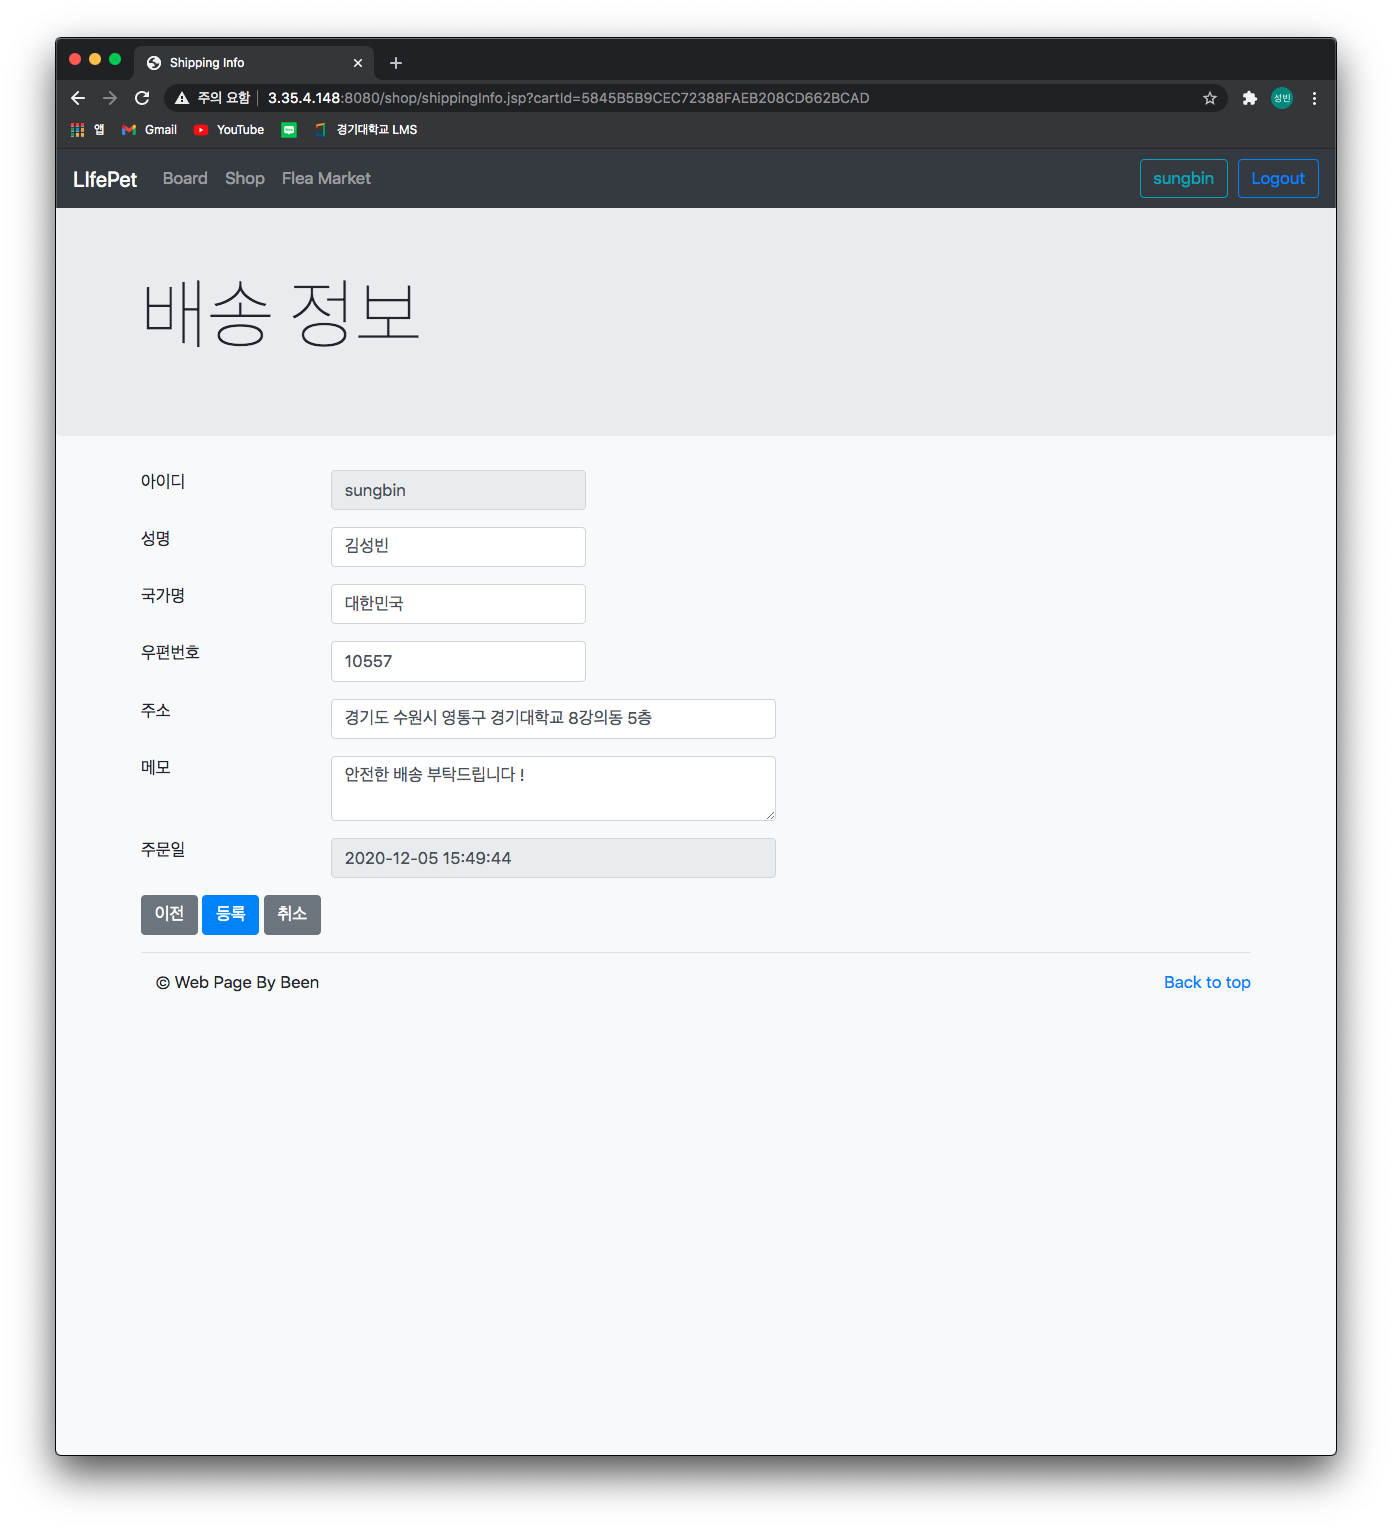 Shipping Info
주의 요함 3.35.4.148:8080/shop/shippingInfo.jsp?cartId=5845B5B9CEC72388FAEB208CD662BCAD 성빈
앱 Gmail YouTube 경기대학교 LMS
LIfePet Board Shop Flea Market sungbin Logout
배송 정보
아이디 sungbin
성명 김성빈
국가명 대한민국
우편번호 10557
주소 경기도 수원시 영통구 경기대학교 8강의동 5층
메모 안전한 배송 부탁드립니다 !
주문일 2020-12-05 15:49:44
이전 등록 취소
© Web Page By Been Back to top